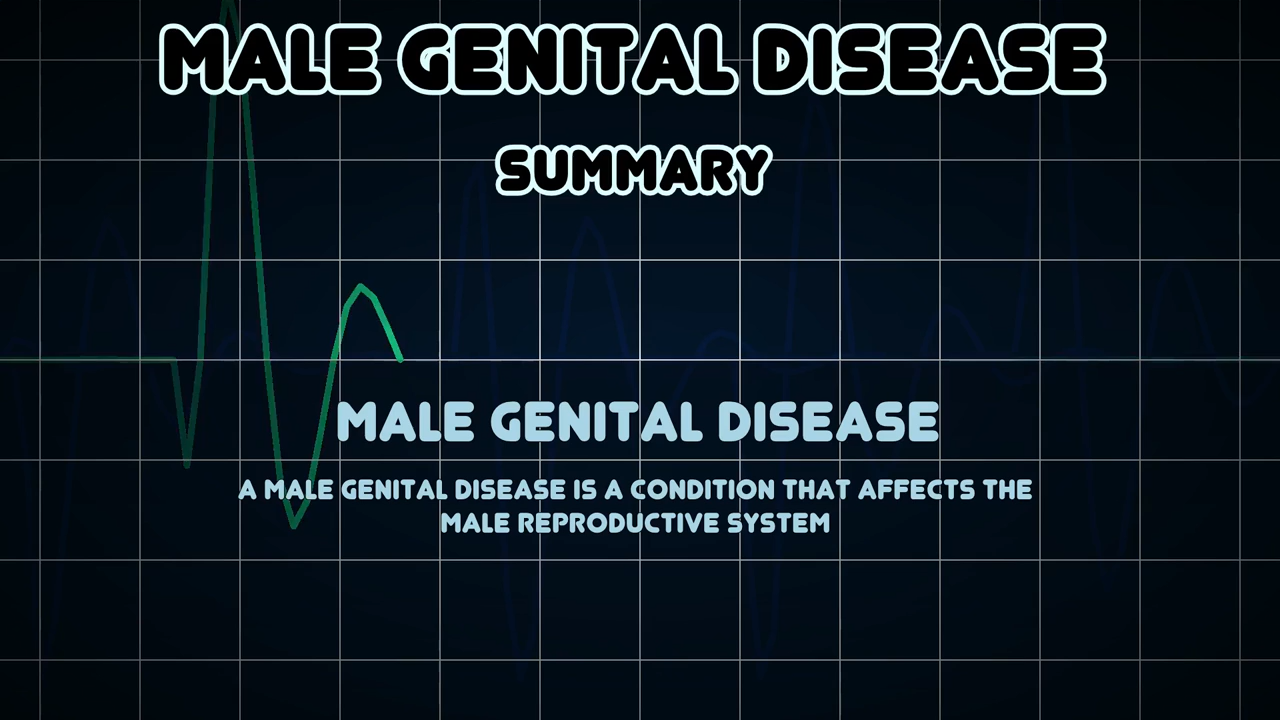 MALE GENITAL DISEASE
SUMMARY
MALE GENITAL DISEASE
A MALE GENITAL DISEASE IS A CONDITION THAT AFFECTS THE
MALE REPRODUCTIVE SYSTEM